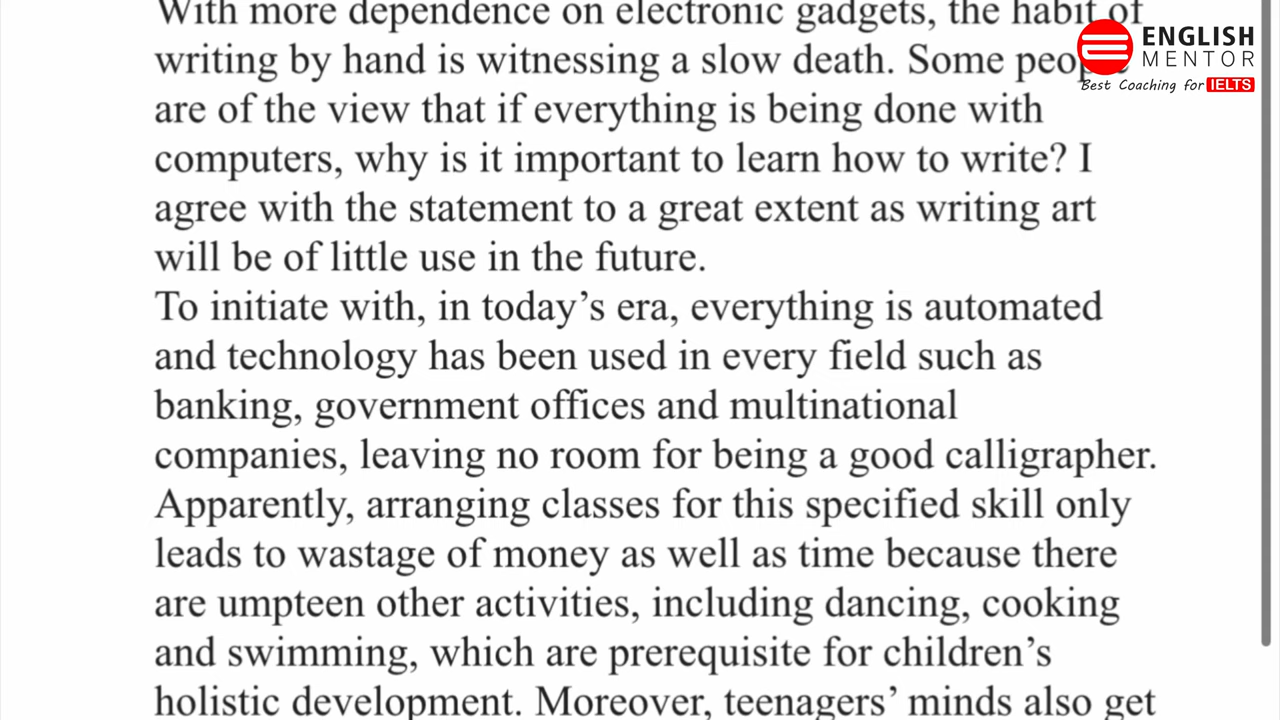 With more dependence on electronic gadgets, the habit of
writing by hand is witnessing a slow death. Some people
are of the view that if everything is being done with
computers, why is it important to learn how to write? I
agree with the statement to a great extent as writing art
will be of little use in the future.
To initiate with, in today's era, everything is automated
and technology has been used in every field such as
banking, government offices and multinational
companies, leaving no room for being a good calligrapher.
Apparently, arranging classes for this specified skill only
leads to wastage of money as well as time because there
are umpteen other activities, including dancing, cooking
and swimming, which are prerequisite for children's
holistic development. Moreover, teenagers' minds also get
ENGLISH
MENTOR
Best Coaching for IELTS